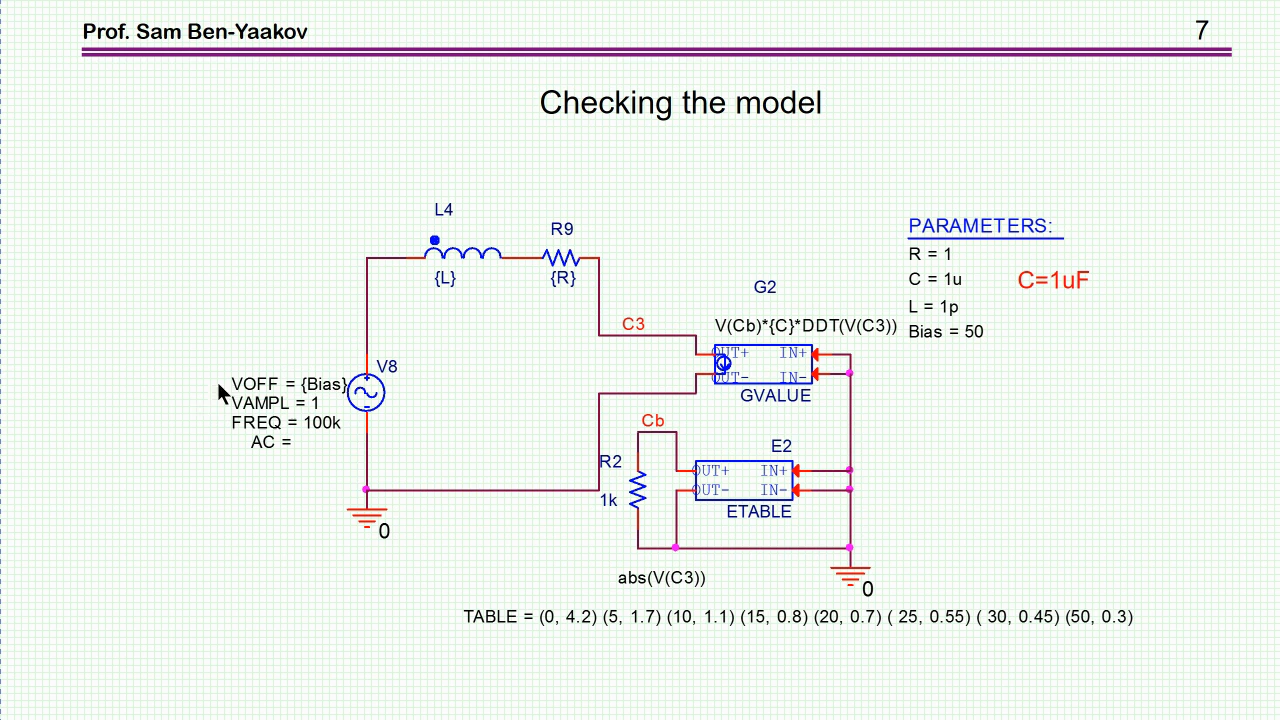 Prof. Sam Ben-Yaakov
7
Checking the model
L4
R9
{L}
{R}
PARAMETERS:
R = 1
C = 1u
C=1uF
L = 1p
Bias = 50
G2
C3
V(Cb)*{C}*DDT(V(C3))
OUT+
IN+
OUT-
IN-
GVALUE
V8
VOFF = {Bias}
VAMPL = 1
FREQ = 100k
AC =
Cb
E2
R2
OUT+
IN+
OUT-
IN-
1k
ETABLE
0
abs(V(C3))
0
TABLE = (0, 4.2) (5, 1.7) (10, 1.1) (15, 0.8) (20, 0.7) ( 25, 0.55) ( 30, 0.45) (50, 0.3)